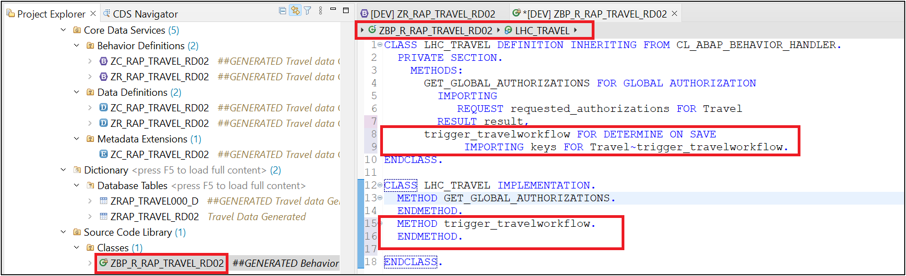 Project Explorer
CDS Navigator
Core Data Services (5)
Behavior Definitions (2)
ZC_RAP_TRAVEL_RD02 ##GENERATED Travel data G
ZR_RAP_TRAVEL_RD02 ##GENERATED Travel data G
Data Definitions (2)
ZC_RAP_TRAVEL_RD02 ##GENERATED Travel data G
ZR_RAP_TRAVEL_RD02 ##GENERATED Travel data G
Metadata Extensions (1)
ZC_RAP_TRAVEL_RD02 ##GENERATED Travel data G
Dictionary <press F5 to load full content> (2)
Database Tables <press F5 to load full content>
ZRAP_TRAVEL000_D ##GENERATED Travel data Ger
ZRAP_TRAVEL_RD02 Travel Data Generated
Source Code Library (1)
Classes (1)
ZBP_R_RAP_TRAVEL_RD02 ##GENERATED Behavior
[DEV] ZR_RAP_TRAVEL_RD02
*[DEV] ZBP_R_RAP_TRAVEL_RD02
ZBP_R_RAP_TRAVEL_RD02 LHC_TRAVEL
1 CLASS LHC_TRAVEL DEFINITION INHERITING FROM CL_ABAP_BEHAVIOR_HANDLER.
2 PRIVATE SECTION.
3 METHODS:
4 GET_GLOBAL_AUTHORIZATIONS FOR GLOBAL AUTHORIZATION
5 IMPORTING
6 REQUEST requested_authorizations FOR Travel
7 RESULT result,
8 trigger_travelworkflow FOR DETERMINE ON SAVE
9 IMPORTING keys FOR Travel~trigger_travelworkflow.
10 ENDCLASS.
11
12 CLASS LHC_TRAVEL IMPLEMENTATION.
13 METHOD GET_GLOBAL_AUTHORIZATIONS.
14 ENDMETHOD.
15 METHOD trigger_travelworkflow.
16 ENDMETHOD.
17
18 ENDCLASS.